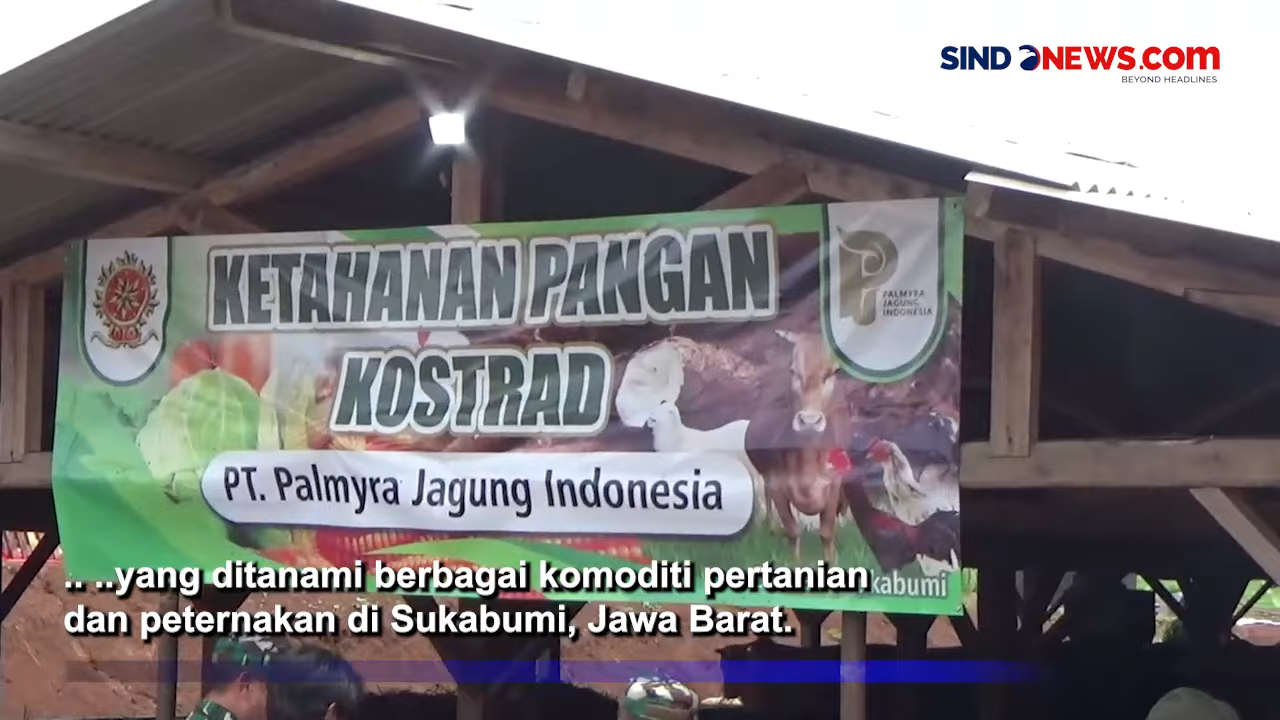 SINDONEWS.com
BEYOND HEADLINES
KETAHANAN PANGAN
KOSTRAD
PALMYRA
JAGUNG
INDONESIA
PT. Palmyra Jagung Indonesia
kabumi
.. ..yang ditanami berbagai komoditi pertanian
dan peternakan di Sukabumi, Jawa Barat.